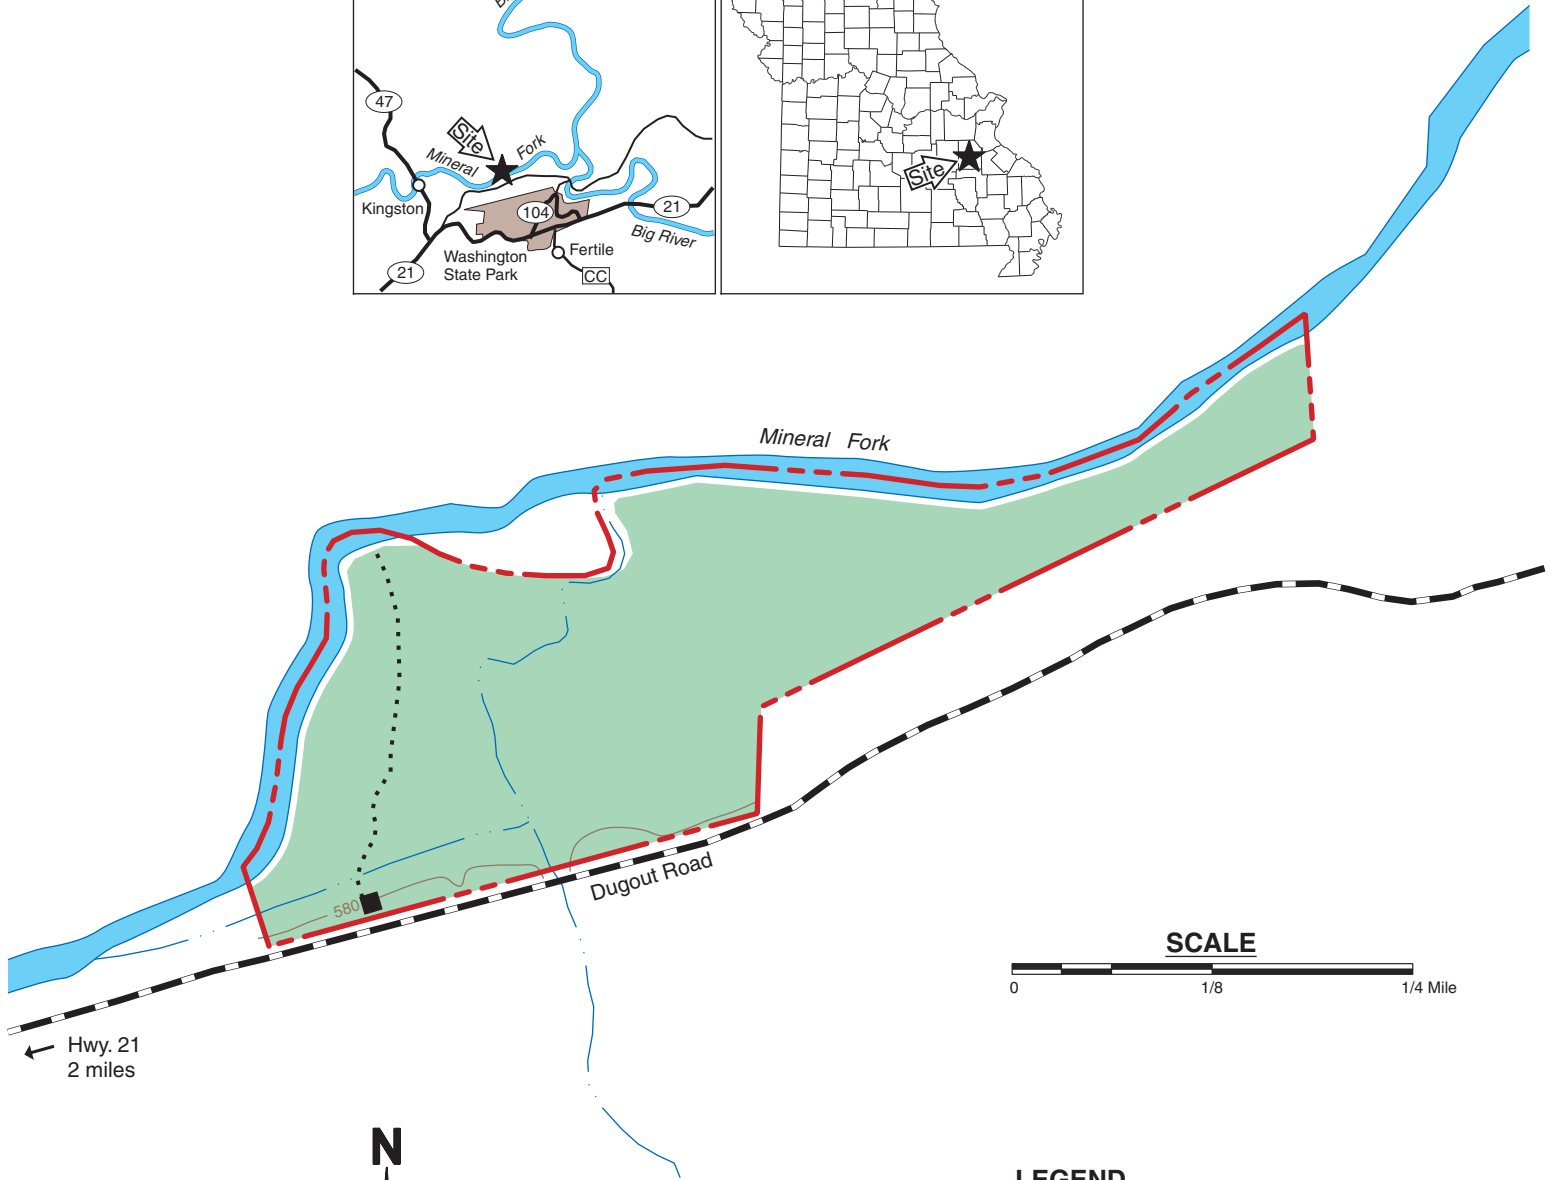 47
Site
Mineral Fork
Kingston
104
21
Big River
Washington
State Park
Fertile
21
CC
Site
Mineral Fork
580
Dugout Road
SCALE
0 1/8 1/4 Mile
Hwy. 21
2 miles
N
LEGEND